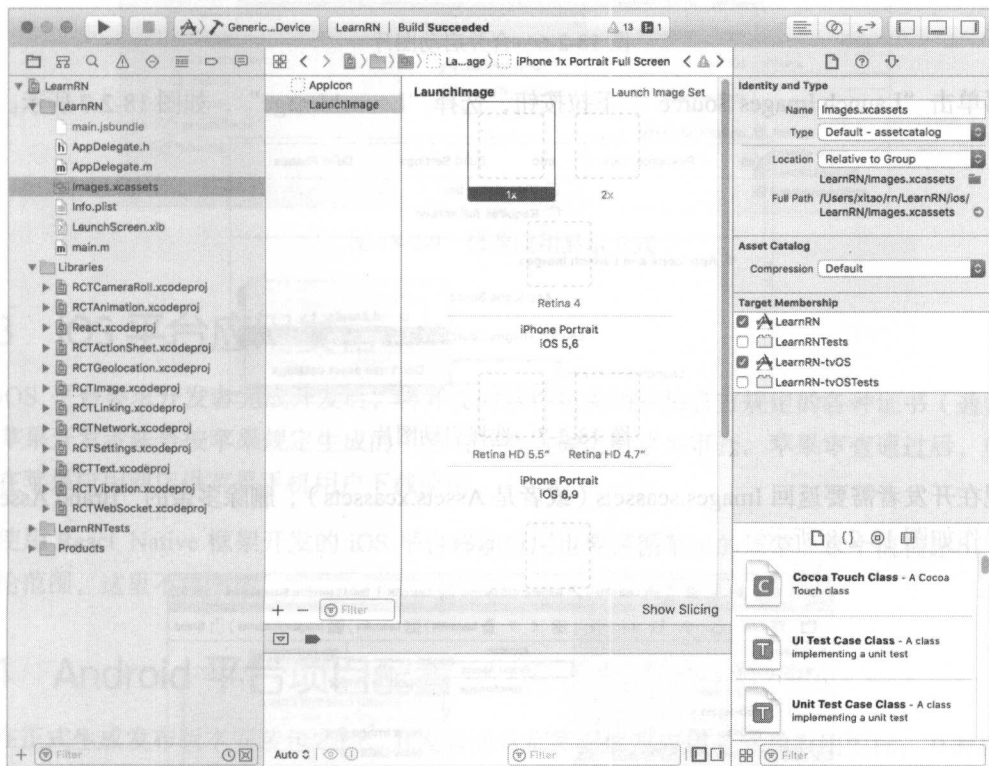 Generic...Device
LearnRN | Build Succeeded
13
1
La...age
iPhone 1x Portrait Full Screen
LearnRN
LearnRN
main.jsbundle
h AppDelegate.h
m AppDelegate.m
Images.xcassets
Info.plist
LaunchScreen.xib
m main.m
Libraries
RCTCameraRoll.xcodeproj
RCTAnimation.xcodeproj
React.xcodeproj
RCTActionSheet.xcodeproj
RCTGeolocation.xcodeproj
RCTImage.xcodeproj
RCTLinking.xcodeproj
RCTNetwork.xcodeproj
RCTSettings.xcodeproj
RCTText.xcodeproj
RCTVibration.xcodeproj
RCTWebSocket.xcodeproj
LearnRNTests
Products
Filter
AppIcon
LaunchImage
Filter
LaunchImage
Launch Image Set
1x
2x
Retina 4
iPhone Portrait
iOS 5,6
Retina HD 5.5"
Retina HD 4.7"
iPhone Portrait
iOS 8,9
Show Slicing
Auto
Filter
Identity and Type
Name Images.xcassets
Type Default - assetcatalog
Location Relative to Group
LearnRN/Images.xcassets
Full Path /Users/xitao/rn/LearnRN/ios/
LearnRN/Images.xcassets
Asset Catalog
Compression Default
Target Membership
LearnRN
LearnRNTests
LearnRN-tvOS
LearnRN-tvOSTests
{ }
C
Cocoa Touch Class - A Cocoa
Touch class
T
UI Test Case Class - A class
implementing a unit test
T
Unit Test Case Class - A class
implementing a unit test
Filter